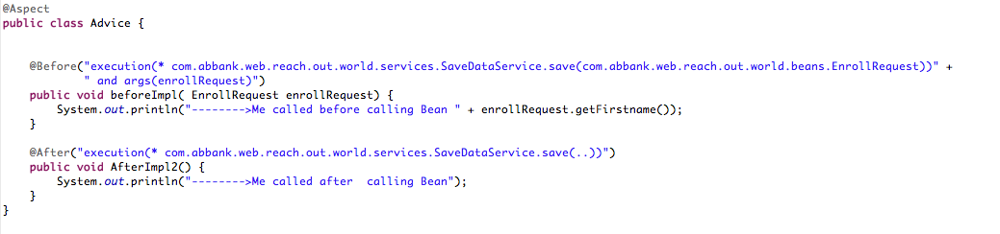 @Aspect
public class Advice {
@Before("execution(* com.abbank.web.reach.out.world.services.SaveDataService.save(com.abbank.web.reach.out.world.beans.EnrollRequest))" +
" and args(enrollRequest)")
public void beforeImpl( EnrollRequest enrollRequest) {
System.out.println("-------->Me called before calling Bean " + enrollRequest.getFirstname());
}
@After("execution(* com.abbank.web.reach.out.world.services.SaveDataService.save(..))")
public void AfterImpl2() {
System.out.println("-------->Me called after  calling Bean");
}
}